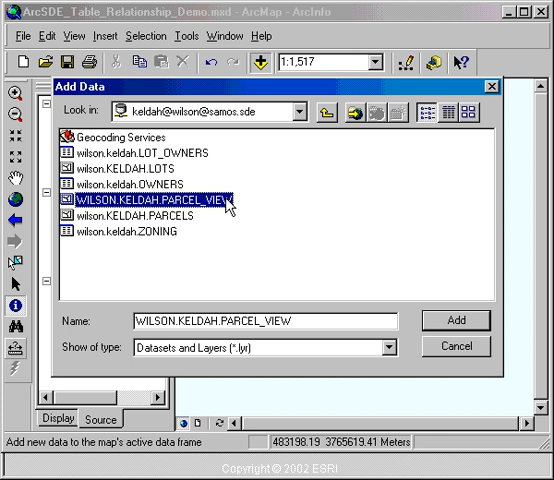 ArcSDE_Table_Relationship_Demo.mxd - ArcMap - ArcInfo
File Edit View Insert Selection Tools Window Help
1:1,517
Add Data
Look in: keldah@wilson@samos.sde
Geocoding Services
wilson.keldah.LOT_OWNERS
wilson.KELDAH.LOTS
wilson.keldah.OWNERS
WILSON.KELDAH.PARCEL_VIEW
wilson.KELDAH.PARCELS
wilson.keldah.ZONING
Name: WILSON.KELDAH.PARCEL_VIEW Add
Show of type: Datasets and Layers (*.lyr) Cancel
Display Source
Add new data to the map's active data frame 483198.19 3765619.41 Meters
Copyright © 2002 ESRI